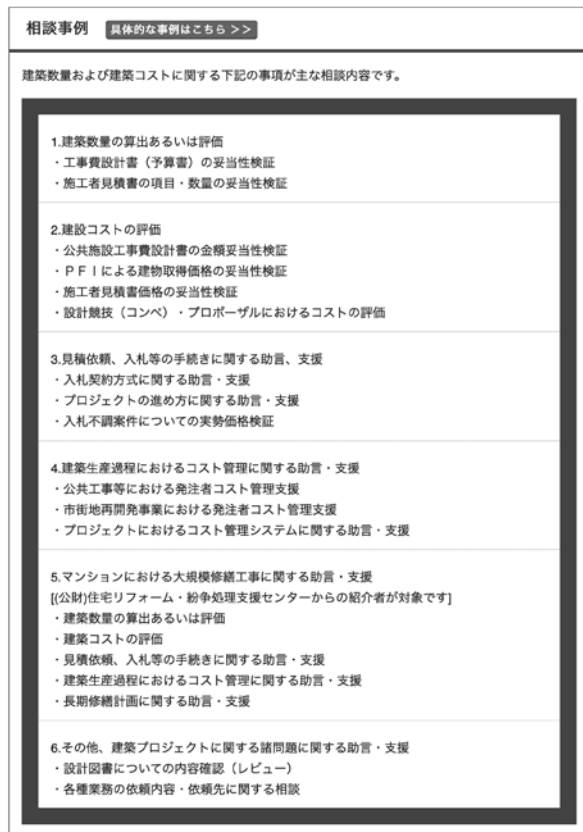 相談事例 具体的な事例はこちら >>
建築数量および建築コストに関する下記の事項が主な相談内容です。
1.建築数量の算出あるいは評価
・工事費設計書（予算書）の妥当性検証
・施工者見積書の項目・数量の妥当性検証
2.建設コストの評価
・公共施設工事費設計書の金額妥当性検証
・ＰＦＩによる建物取得価格の妥当性検証
・施工者見積書価格の妥当性検証
・設計競技（コンペ）・プロポーザルにおけるコストの評価
3.見積依頼、入札等の手続きに関する助言、支援
・入札契約方式に関する助言・支援
・プロジェクトの進め方に関する助言・支援
・入札不調案件についての実勢価格検証
4.建築生産過程におけるコスト管理に関する助言・支援
・公共工事等における発注者コスト管理支援
・市街地再開発事業における発注者コスト管理支援
・プロジェクトにおけるコスト管理システムに関する助言・支援
5.マンションにおける大規模修繕工事に関する助言・支援
[(公財)住宅リフォーム・紛争処理支援センターからの紹介者が対象です]
・建築数量の算出あるいは評価
・建築コストの評価
・見積依頼、入札等の手続きに関する助言・支援
・建築生産過程におけるコスト管理に関する助言・支援
・長期修繕計画に関する助言・支援
6.その他、建築プロジェクトに関する諸問題に関する助言・支援
・設計図書についての内容確認（レビュー）
・各種業務の依頼内容・依頼先に関する相談